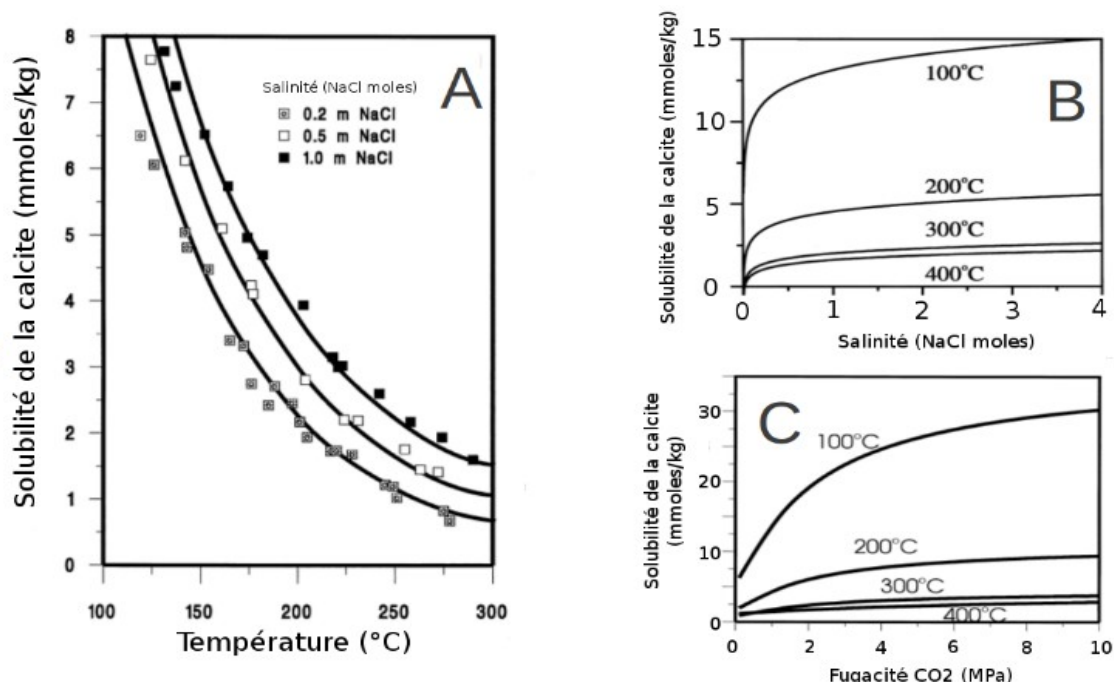 A
Solubilité de la calcite (mmoles/kg)
8
7
6
5
4
3
2
1
0
Salinité (NaCl moles)
0.2 m NaCl
0.5 m NaCl
1.0 m NaCl
100
150
200
250
300
Température (°C)
B
Solubilité de la calcite (mmoles/kg)
15
10
5
0
100°C
200°C
300°C
400°C
0
1
2
3
4
Salinité (NaCl moles)
C
Solubilité de la calcite
(mmoles/kg)
30
20
10
0
100°C
200°C
300°C
400°C
0
2
4
6
8
10
Fugacité CO2 (MPa)